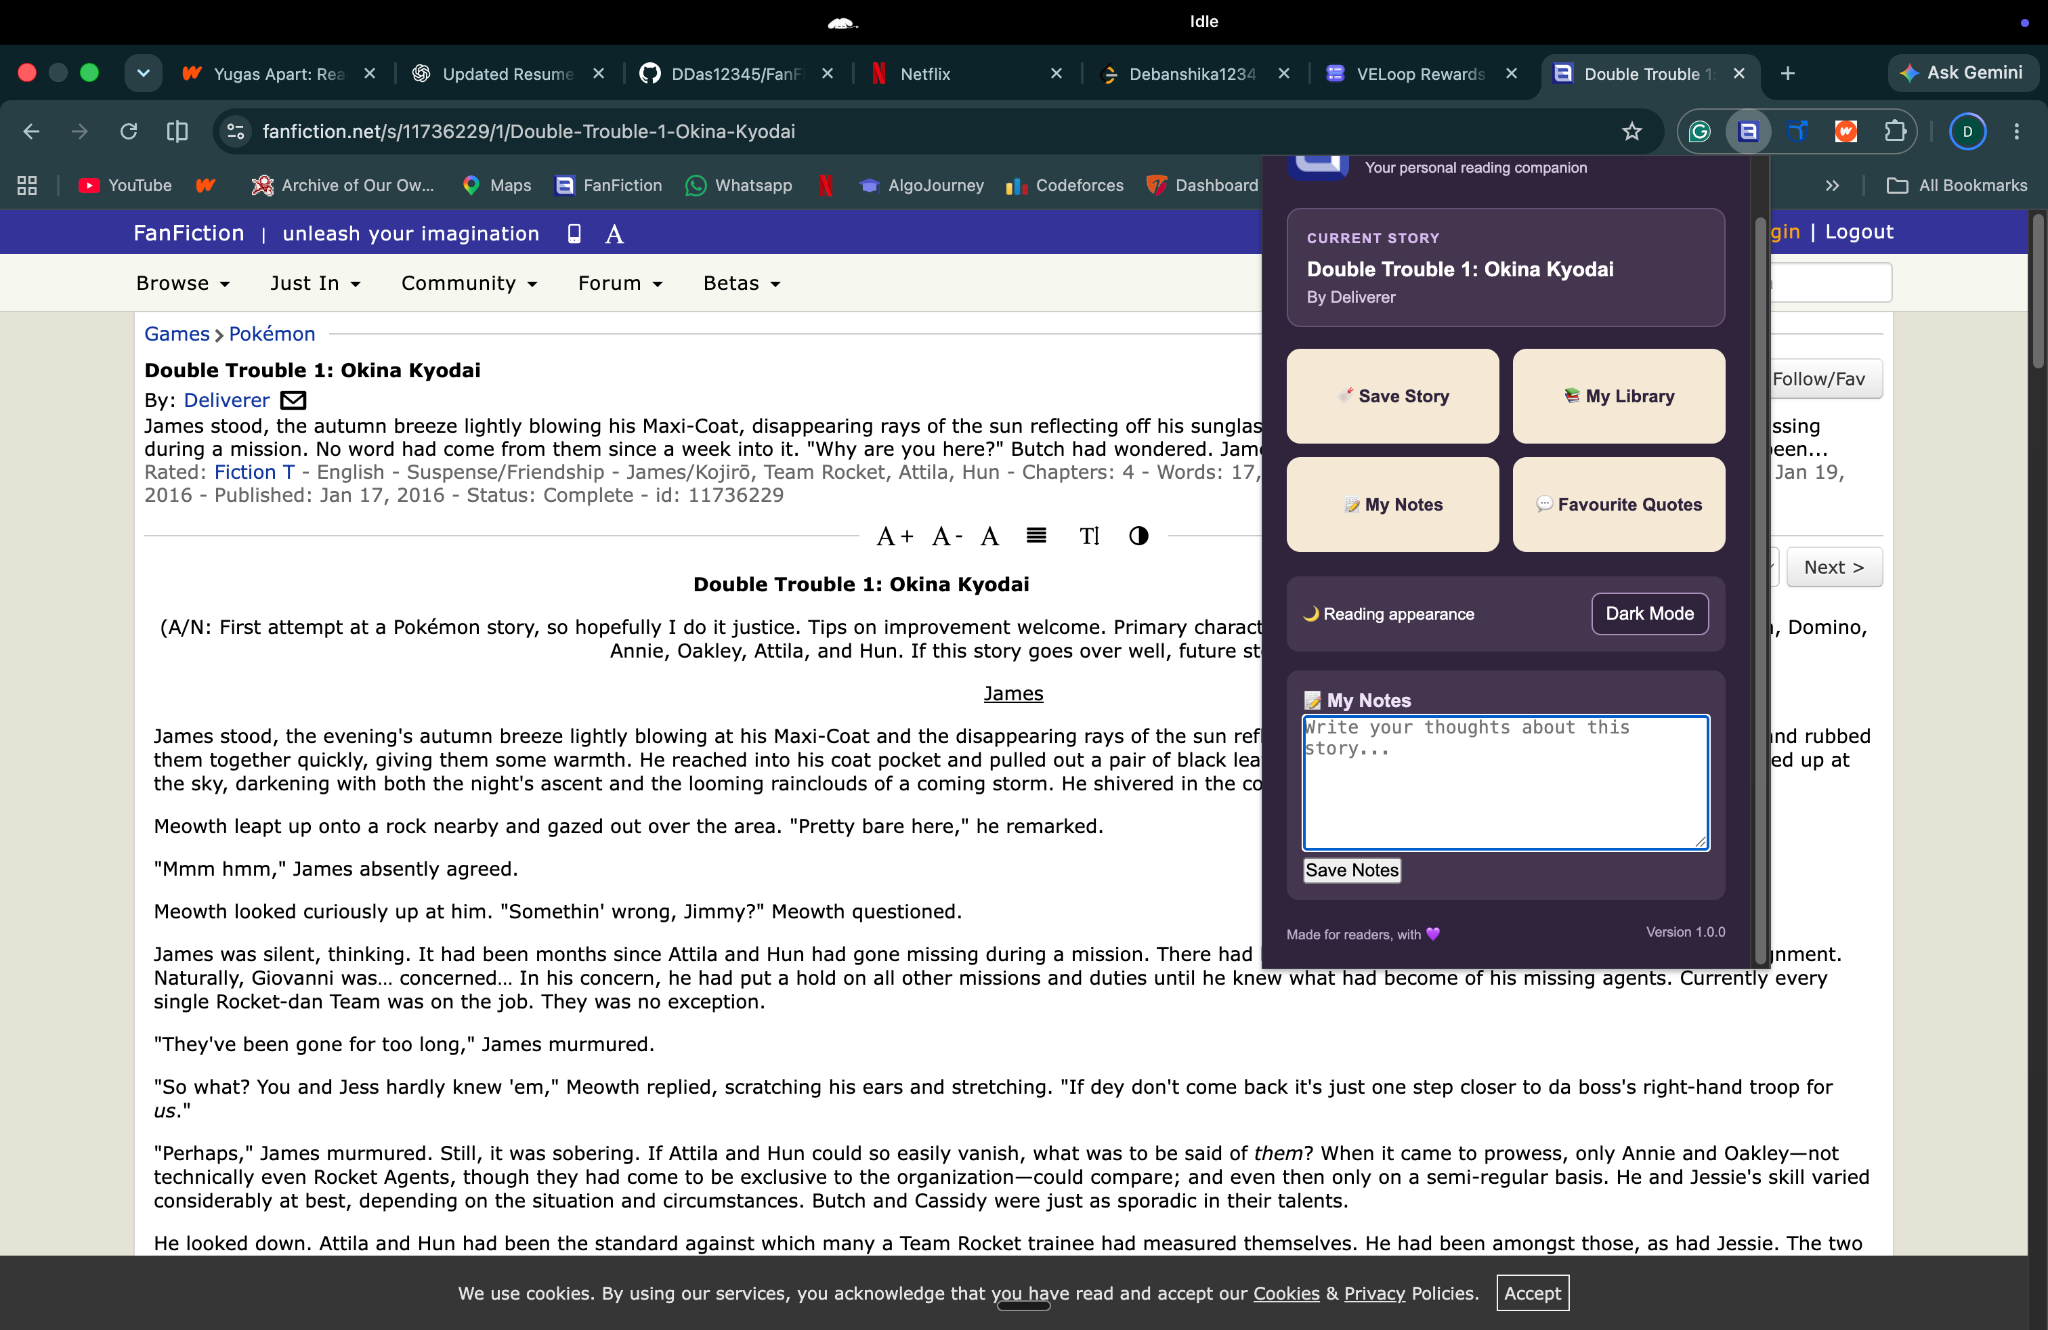 Idle
Yugas Apart: Rea
Updated Resume
DDas12345/FanF
Netflix
Debanshika1234
VELoop Rewards
Double Trouble 1:
Ask Gemini
fanfiction.net/s/11736229/1/Double-Trouble-1-Okina-Kyodai
D
YouTube
Archive of Our Ow...
Maps
FanFiction
Whatsapp
AlgoJourney
Codeforces
Dashboard
All Bookmarks
FanFiction | unleash your imagination A
gin | Logout
Browse
Just In
Community
Forum
Betas
Games > Pokémon
Double Trouble 1: Okina Kyodai
Follow/Fav
By: Deliverer
James stood, the autumn breeze lightly blowing his Maxi-Coat, disappearing rays of the sun reflecting off his sunglas ssing
during a mission. No word had come from them since a week into it. "Why are you here?" Butch had wondered. Jame een...
Rated: Fiction T - English - Suspense/Friendship - James/Kojirō, Team Rocket, Attila, Hun - Chapters: 4 - Words: 17, Jan 19,
2016 - Published: Jan 17, 2016 - Status: Complete - id: 11736229
A+ A- A
Next >
Double Trouble 1: Okina Kyodai
(A/N: First attempt at a Pokémon story, so hopefully I do it justice. Tips on improvement welcome. Primary charact , Domino,
Annie, Oakley, Attila, and Hun. If this story goes over well, future st
James
James stood, the evening's autumn breeze lightly blowing at his Maxi-Coat and the disappearing rays of the sun refl nd rubbed
them together quickly, giving them some warmth. He reached into his coat pocket and pulled out a pair of black lea ed up at
the sky, darkening with both the night's ascent and the looming rainclouds of a coming storm. He shivered in the co
Meowth leapt up onto a rock nearby and gazed out over the area. "Pretty bare here," he remarked.
"Mmm hmm," James absently agreed.
Meowth looked curiously up at him. "Somethin' wrong, Jimmy?" Meowth questioned.
James was silent, thinking. It had been months since Attila and Hun had gone missing during a mission. There had nment.
Naturally, Giovanni was... concerned... In his concern, he had put a hold on all other missions and duties until he knew what had become of his missing agents. Currently every
single Rocket-dan Team was on the job. They was no exception.
"They've been gone for too long," James murmured.
"So what? You and Jess hardly knew 'em," Meowth replied, scratching his ears and stretching. "If dey don't come back it's just one step closer to da boss's right-hand troop for
us."
"Perhaps," James murmured. Still, it was sobering. If Attila and Hun could so easily vanish, what was to be said of them? When it came to prowess, only Annie and Oakley—not
technically even Rocket Agents, though they had come to be exclusive to the organization—could compare; and even then only on a semi-regular basis. He and Jessie's skill varied
considerably at best, depending on the situation and circumstances. Butch and Cassidy were just as sporadic in their talents.
He looked down. Attila and Hun had been the standard against which many a Team Rocket trainee had measured themselves. He had been amongst those, as had Jessie. The two
Your personal reading companion
CURRENT STORY
Double Trouble 1: Okina Kyodai
By Deliverer
Save Story
My Library
My Notes
Favourite Quotes
Reading appearance
Dark Mode
My Notes
Write your thoughts about this
story...
Save Notes
Made for readers, with 💜
Version 1.0.0
We use cookies. By using our services, you acknowledge that you have read and accept our Cookies & Privacy Policies.
Accept